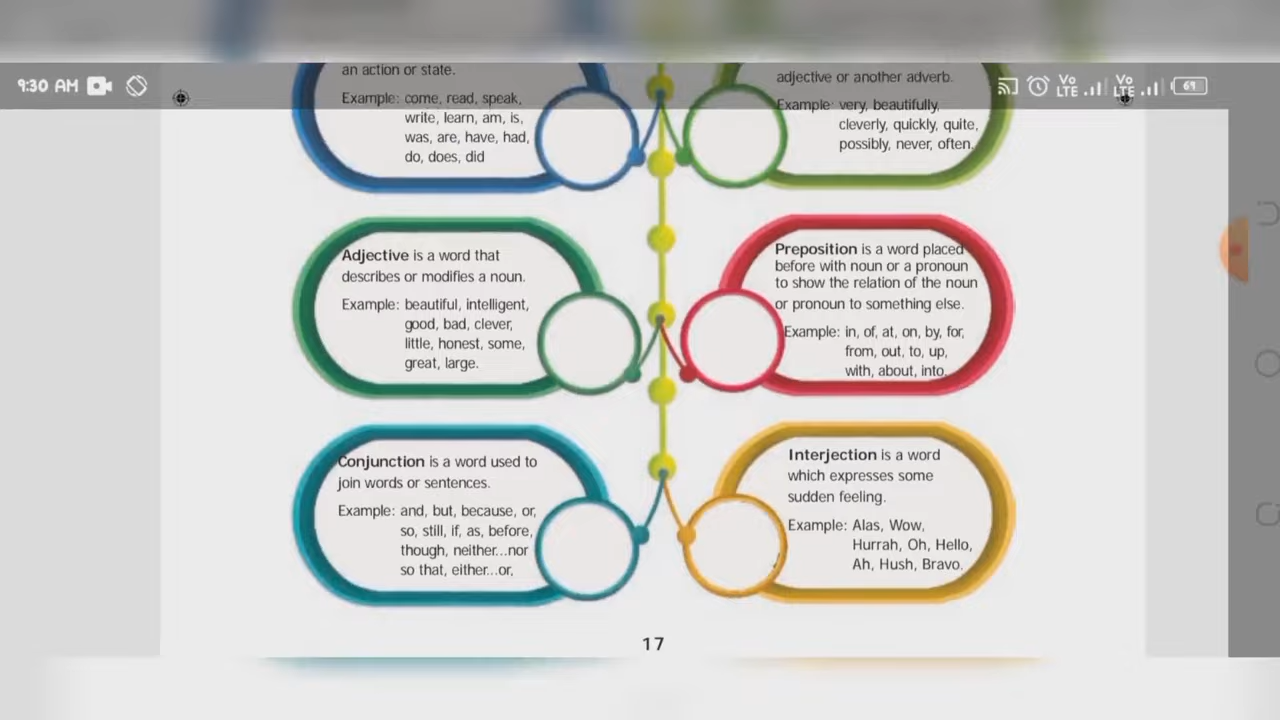 9:30 AM
Vo LTE
Vo LTE
69
an action or state.
Example: come, read, speak,
write, learn, am, is,
was, are, have, had,
do, does, did
adjective or another adverb.
Example: very, beautifully,
cleverly, quickly, quite,
possibly, never, often.
Adjective is a word that
describes or modifies a noun.
Example: beautiful, intelligent,
good, bad, clever,
little, honest, some,
great, large.
Preposition is a word placed
before with noun or a pronoun
to show the relation of the noun
or pronoun to something else.
Example: in, of, at, on, by, for,
from, out, to, up,
with, about, into.
Conjunction is a word used to
join words or sentences.
Example: and, but, because, or,
so, still, if, as, before,
though, neither...nor
so that, either...or,
Interjection is a word
which expresses some
sudden feeling.
Example: Alas, Wow,
Hurrah, Oh, Hello,
Ah, Hush, Bravo.
17